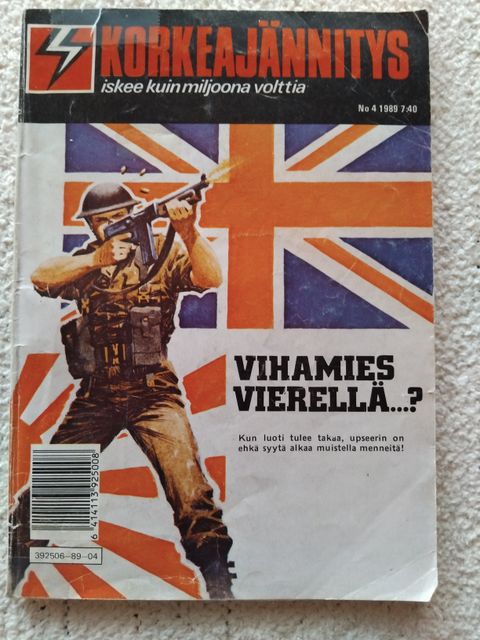 KORKEAJÄNNITYS
iskee kuin miljoona volttia
No 4 1989 7:40
VIHAMIES
VIERELLÄ...?
Kun luoti tulee takaa, upseerin on
ehkä syytä alkaa muistella menneitä!
6 414113 925008
392506-89-04